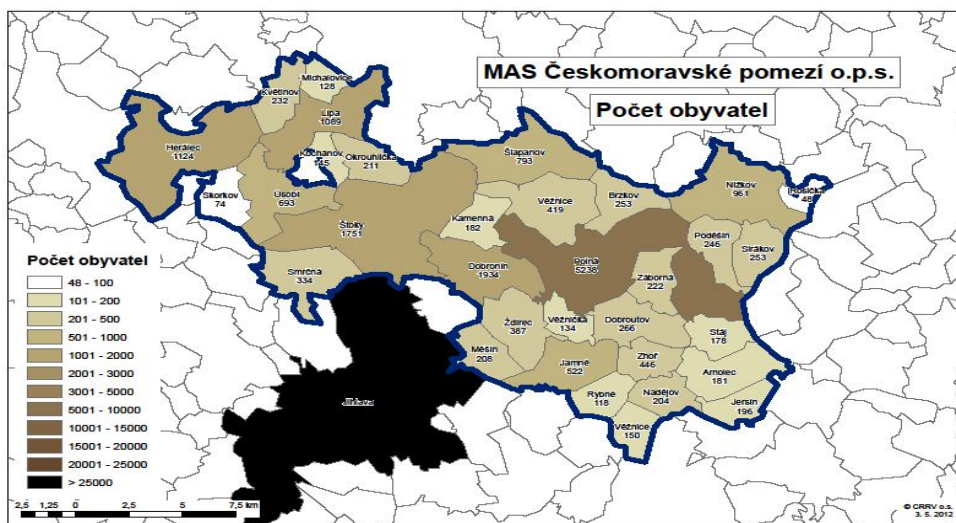 MAS Českomoravské pomezí o.p.s.
Počet obyvatel
Michalovice
128
Květinov
232
Lípa
1089
Herálec
1124
Kochánov
145
Okrouhlička
211
Skorkov
74
Úsobí
693
Štoky
1751
Smrčná
334
Šlapanov
793
Kamenná
182
Věžnice
419
Brzkov
253
Nížkov
961
Rosička
48
Poděšín
246
Sirákov
253
Polná
5238
Dobronín
1934
Záborná
222
Ždírec
387
Věžnička
134
Dobroutov
266
Stáj
178
Měšín
208
Jamné
522
Zhoř
446
Arnolec
181
Rybné
118
Nadějov
204
Jersín
196
Věžnice
150
Jihlava
Počet obyvatel
48 - 100
101 - 200
201 - 500
501 - 1000
1001 - 2000
2001 - 3000
3001 - 5000
5001 - 10000
10001 - 15000
15001 - 20000
20001 - 25000
> 25000
2,5 1,25 0 2,5 5 7,5 km
© CRRV o.s.
3. 5. 2012